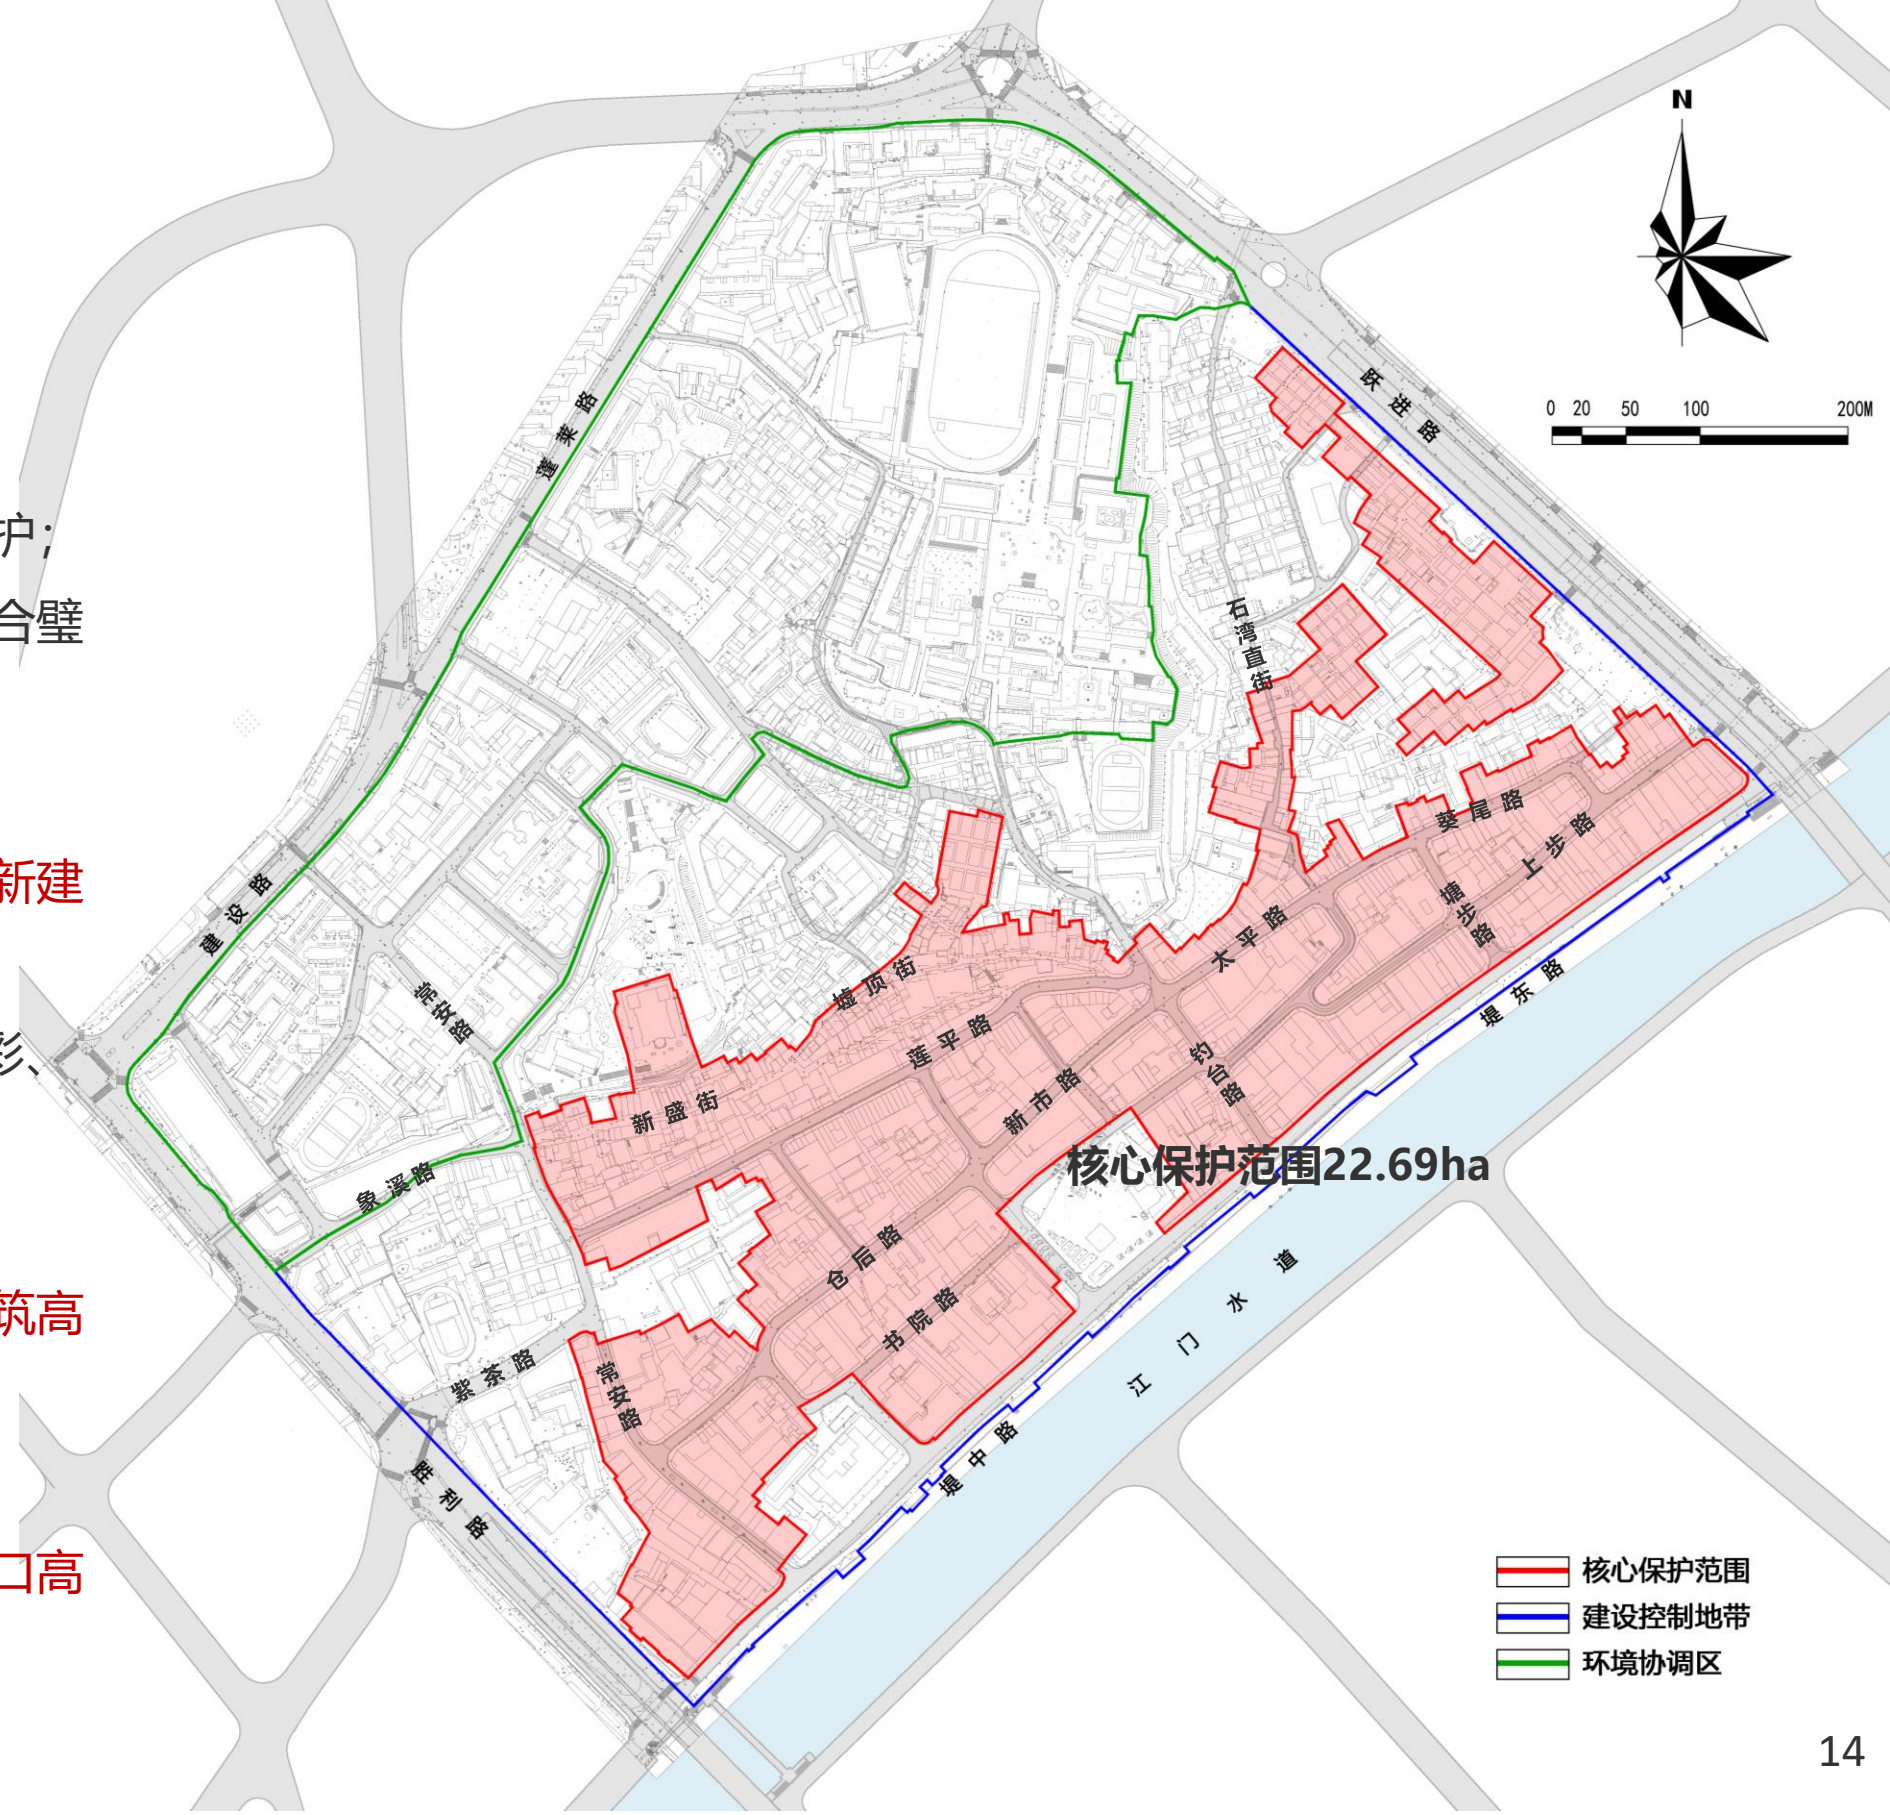 N
0 20 50 100 200M
跃进路
蓬莱路
护；
合璧
石湾直街
新建
葵尾路
上步路
塘步路
建设路
太平路
墟顶街
常安路
堤东路
莲平路
钓台路
新市路
新盛街
彩、
核心保护范围22.69ha
象溪路
仓后路
书院路
江门水道
筑高
紫茶路
常安路
堤中路
胜利路
口高
核心保护范围
建设控制地带
环境协调区
14